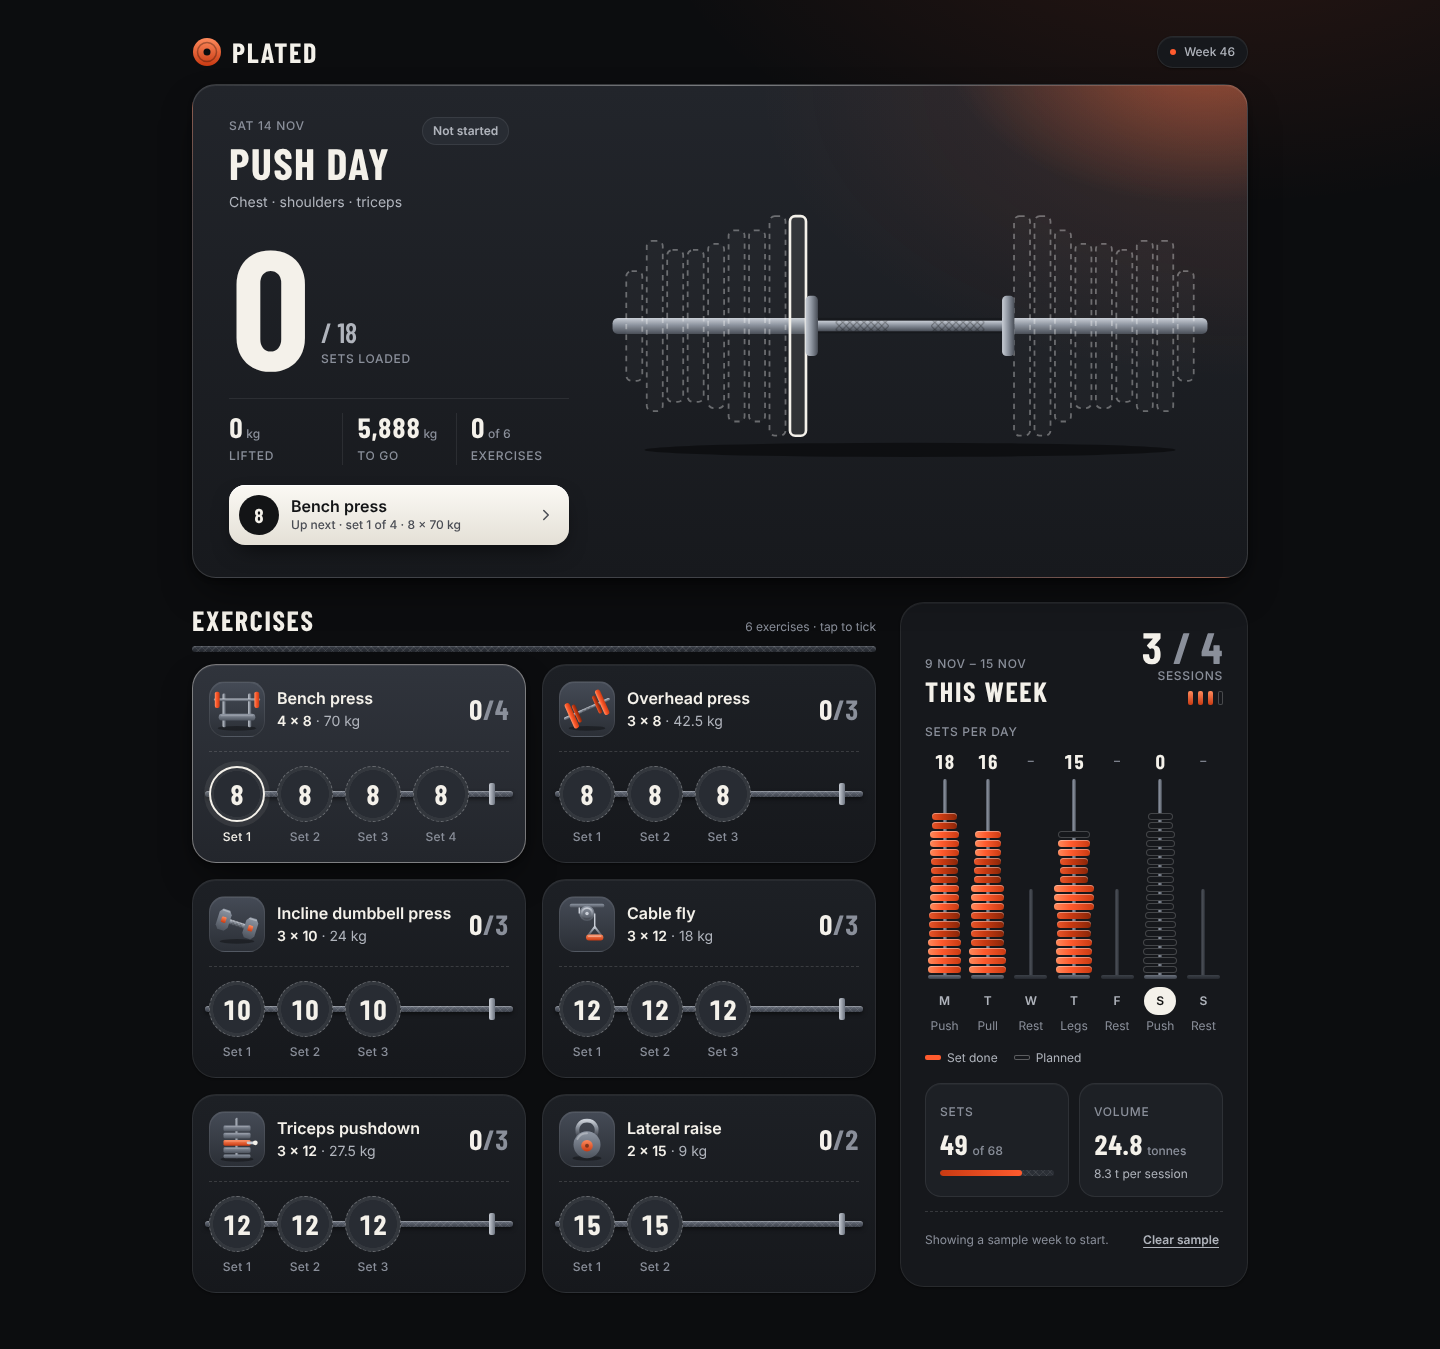 PLATED
Week 46
SAT 14 NOV
Not started
PUSH DAY
Chest · shoulders · triceps
0 / 18
SETS LOADED
0 kg
LIFTED
5,888 kg
TO GO
0 of 6
EXERCISES
8
Bench press
Up next · set 1 of 4 · 8 × 70 kg
EXERCISES
6 exercises · tap to tick
Bench press
4 × 8 · 70 kg
0/4
8 8 8 8
Set 1 Set 2 Set 3 Set 4
Overhead press
3 × 8 · 42.5 kg
0/3
8 8 8
Set 1 Set 2 Set 3
Incline dumbbell press
3 × 10 · 24 kg
0/3
10 10 10
Set 1 Set 2 Set 3
Cable fly
3 × 12 · 18 kg
0/3
12 12 12
Set 1 Set 2 Set 3
Triceps pushdown
3 × 12 · 27.5 kg
0/3
12 12 12
Set 1 Set 2 Set 3
Lateral raise
2 × 15 · 9 kg
0/2
15 15
Set 1 Set 2
9 NOV – 15 NOV
THIS WEEK
3 / 4
SESSIONS
SETS PER DAY
18 16 – 15 – 0 –
M T W T F S S
Push Pull Rest Legs Rest Push Rest
Set done Planned
SETS
49 of 68
VOLUME
24.8 tonnes
8.3 t per session
Showing a sample week to start.
Clear sample